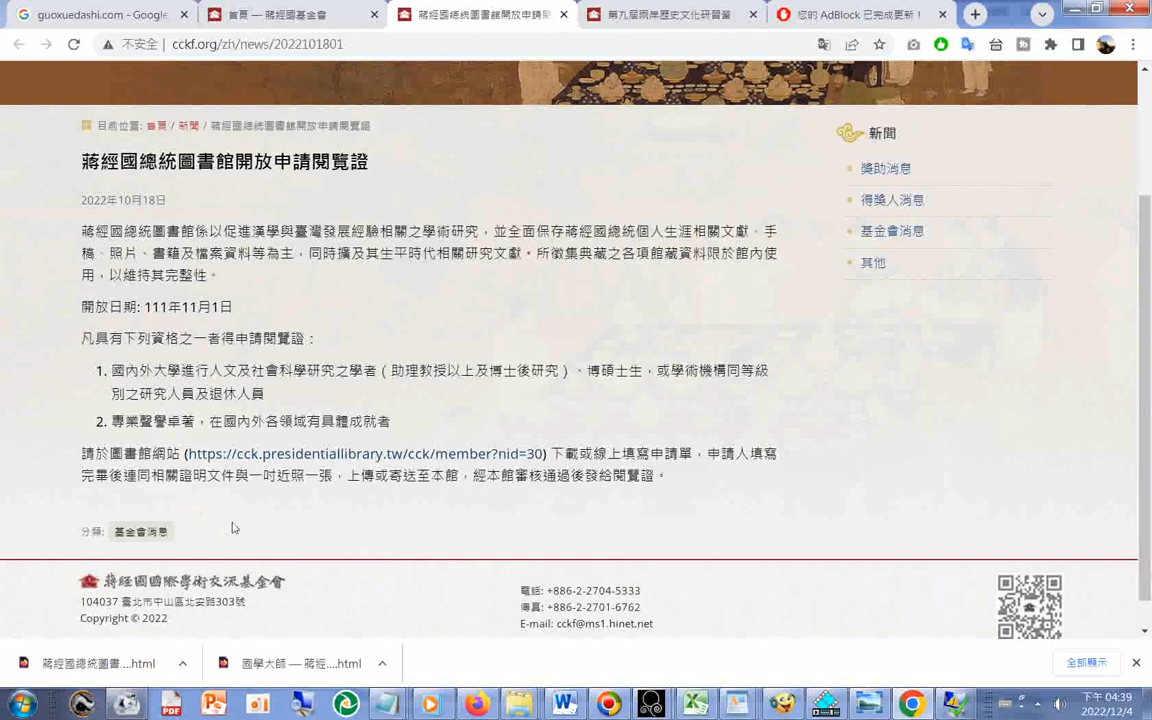 guoxuedashi.com - Google
首頁 — 蔣經國基金會
蔣經國總統圖書館開放申請閱
第九屆兩岸歷史文化研習營
您的 AdBlock 已完成更新！
不安全 | cckf.org/zh/news/2022101801
目前位置: 首頁 / 新聞 / 蔣經國總統圖書館開放申請閱覽證
蔣經國總統圖書館開放申請閱覽證
2022年10月18日
蔣經國總統圖書館係以促進漢學與臺灣發展經驗相關之學術研究，並全面保存蔣經國總統個人生涯相關文獻、手
稿、照片、書籍及檔案資料等為主，同時擴及其生平時代相關研究文獻。所徵集典藏之各項館藏資料限於館內使
用，以維持其完整性。
開放日期: 111年11月1日
凡具有下列資格之一者得申請閱覽證：
1. 國內外大學進行人文及社會科學研究之學者（助理教授以上及博士後研究）、博碩士生，或學術機構同等級
別之研究人員及退休人員
2. 專業聲譽卓著，在國內外各領域有具體成就者
請於圖書館網站 (https://cck.presidentiallibrary.tw/cck/member?nid=30) 下載或線上填寫申請單，申請人填寫
完畢後連同相關證明文件與一吋近照一張，上傳或寄送至本館，經本館審核通過後發給閱覽證。
分類: 基金會消息
新聞
獎助消息
得獎人消息
基金會消息
其他
蔣經國國際學術交流基金會
104037 臺北市中山區北安路303號
Copyright © 2022
電話: +886-2-2704-5333
傳真: +886-2-2701-6762
E-mail: cckf@ms1.hinet.net
蔣經國總統圖書....html
國學大師 — 蔣經....html
全部顯示
下午 04:39
2022/12/4